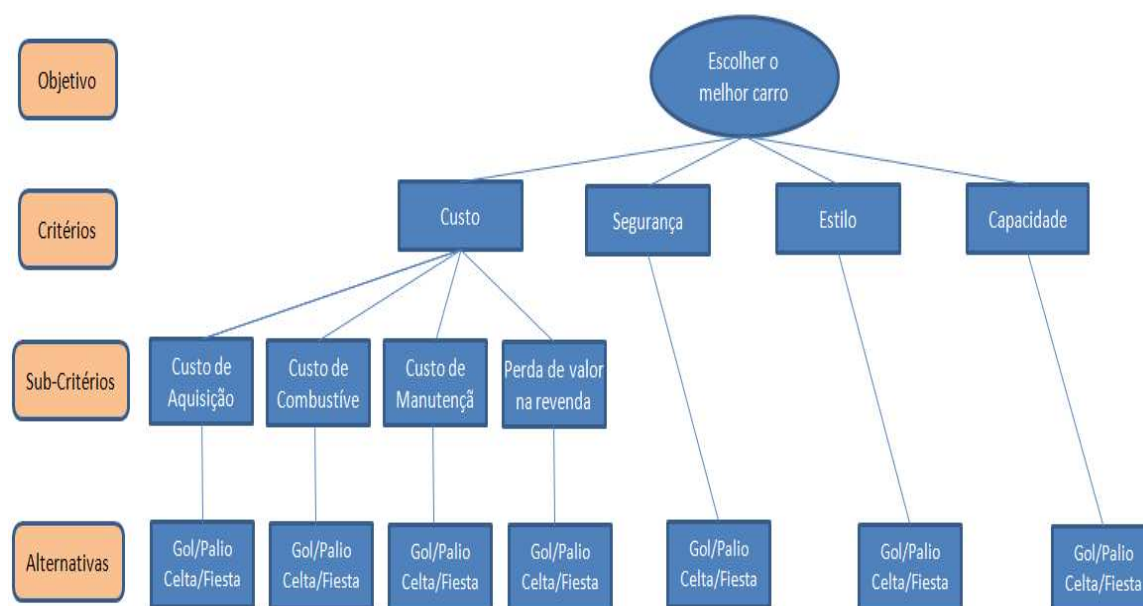 Objetivo
Escolher o
melhor carro
Critérios
Custo
Segurança
Estilo
Capacidade
Sub-Critérios
Custo de
Aquisição
Custo de
Combustíve
Custo de
Manutençã
Perda de valor
na revenda
Alternativas
Gol/Palio
Celta/Fiesta
Gol/Palio
Celta/Fiesta
Gol/Palio
Celta/Fiesta
Gol/Palio
Celta/Fiesta
Gol/Palio
Celta/Fiesta
Gol/Palio
Celta/Fiesta
Gol/Palio
Celta/Fiesta